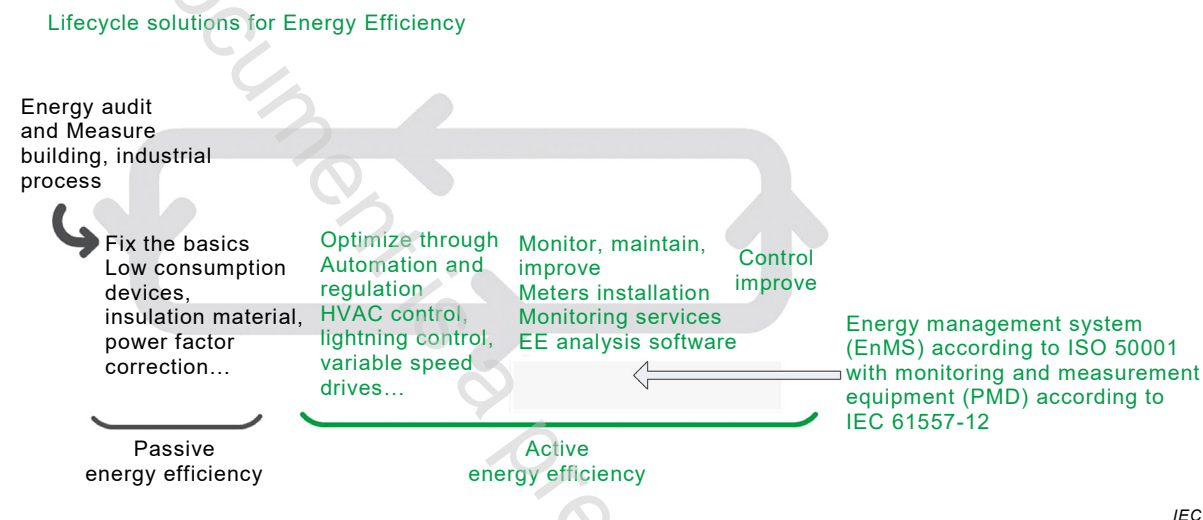 Lifecycle solutions for Energy Efficiency
Energy audit
and Measure
building, industrial
process
Fix the basics
Low consumption
devices,
insulation material,
power factor
correction…
Optimize through
Automation and
regulation
HVAC control,
lightning control,
variable speed
drives…
Monitor, maintain,
improve
Meters installation
Monitoring services
EE analysis software
Control
improve
Energy management system
(EnMS) according to ISO 50001
with monitoring and measurement
equipment (PMD) according to
IEC 61557-12
Passive
energy efficiency
Active
energy efficiency
IEC
ocument is a pre